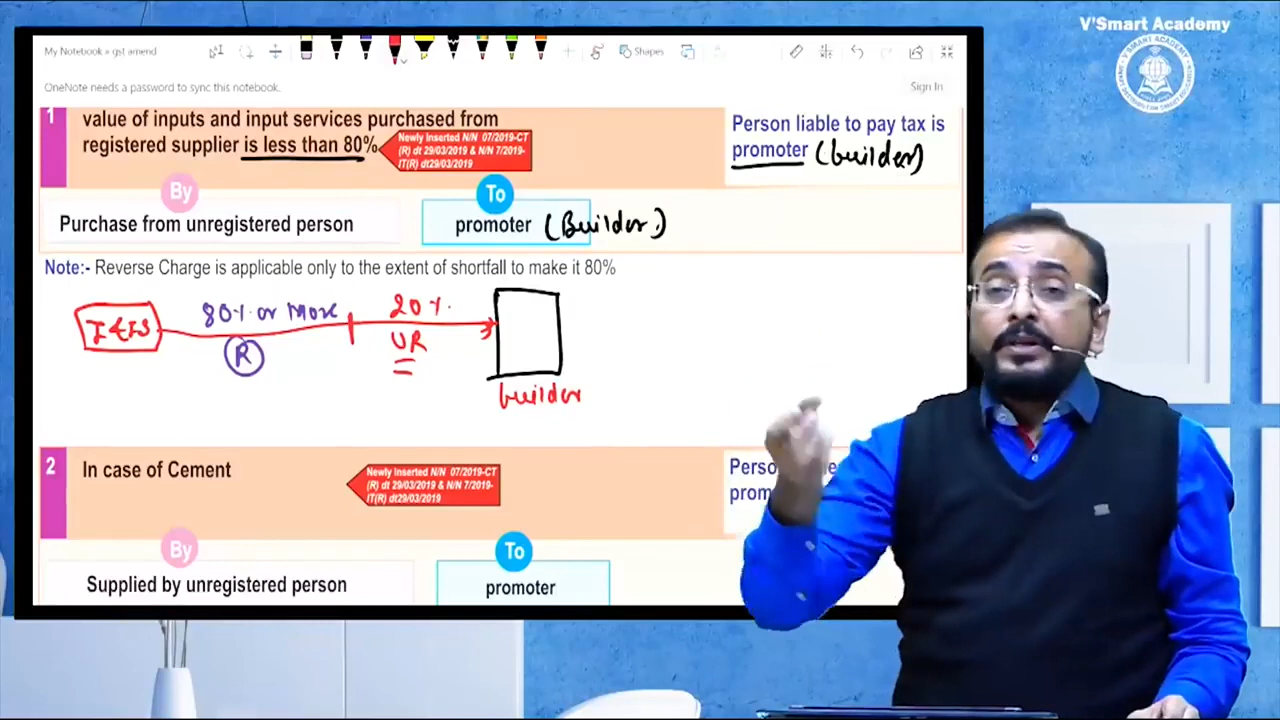 V'Smart Academy
My Notebook » gst amend
Shapes
OneNote needs a password to sync this notebook.
Sign In
1
value of inputs and input services purchased from
registered supplier is less than 80%
Newly Inserted N/N 07/2019-CT
(R) dt 29/03/2019 & N/N 7/2019-
IT(R) dt29/03/2019
Person liable to pay tax is
promoter (builder)
By
To
Purchase from unregistered person
promoter (Builder)
Note:- Reverse Charge is applicable only to the extent of shortfall to make it 80%
I & IS
80% or More
20%
R
UR
builder
2
In case of Cement
Newly Inserted N/N 07/2019-CT
(R) dt 29/03/2019 & N/N 7/2019-
IT(R) dt29/03/2019
By
To
Supplied by unregistered person
promoter